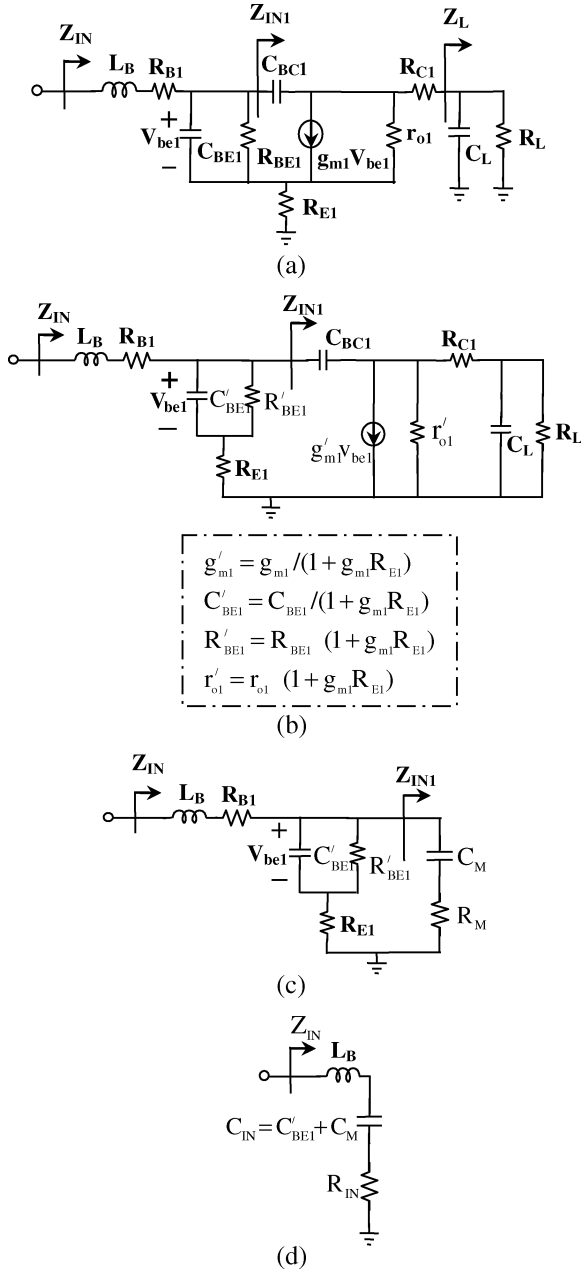 Z_IN
L_B
R_B1
Z_IN1
C_BC1
R_C1
Z_L
+
V_be1
−
C_BE1
R_BE1
g_m1V_be1
r_o1
C_L
R_L
R_E1
(a)
Z_IN
L_B
R_B1
Z_IN1
C_BC1
R_C1
+
V_be1
−
C′_BE1
R′_BE1
R_E1
g′_m1v_be1
r′_o1
C_L
R_L
g′_m1 = g_m1 /(1 + g_m1R_E1)
C′_BE1 = C_BE1 /(1 + g_m1R_E1)
R′_BE1 = R_BE1 (1 + g_m1R_E1)
r′_o1 = r_o1 (1 + g_m1R_E1)
(b)
Z_IN
L_B
R_B1
Z_IN1
+
V_be1
−
C′_BE1
R′_BE1
C_M
R_M
R_E1
(c)
Z_IN
L_B
C_IN = C′_BE1 + C_M
R_IN
(d)